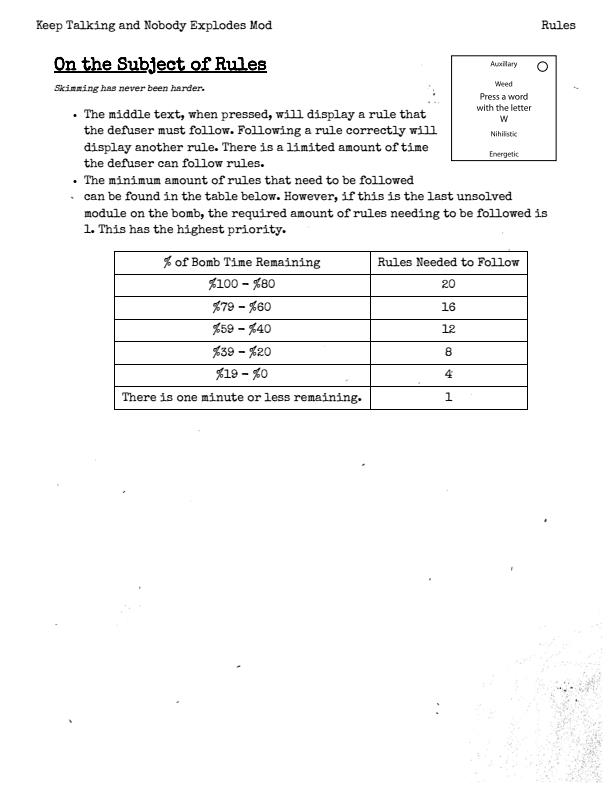 Keep Talking and Nobody Explodes Mod Rules
On the Subject of Rules
Skimming has never been harder.
• The middle text, when pressed, will display a rule that
the defuser must follow. Following a rule correctly will
display another rule. There is a limited amount of time
the defuser can follow rules.
• The minimum amount of rules that need to be followed
can be found in the table below. However, if this is the last unsolved
module on the bomb, the required amount of rules needing to be followed is
1. This has the highest priority.
Auxillary
Weed
Press a word
with the letter
W
Nihilistic
Energetic
% of Bomb Time Remaining Rules Needed to Follow
%100 - %80 20
%79 - %60 16
%59 - %40 12
%39 - %20 8
%19 - %0 4
There is one minute or less remaining. 1